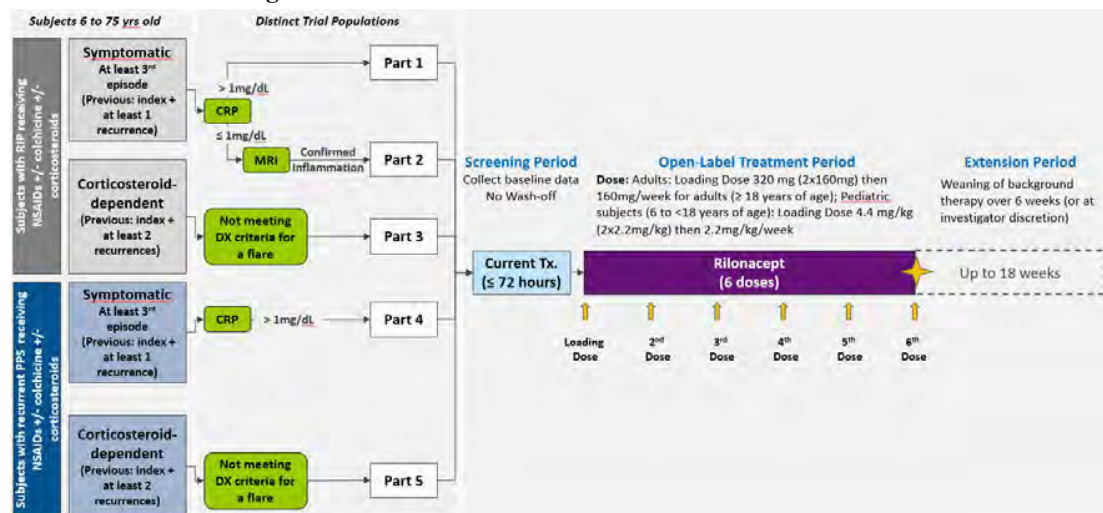 Subjects 6 to 75 yrs old
Distinct Trial Populations
Subjects with RIP receiving
NSAIDs +/- colchicine +/-
corticosteroids
Symptomatic
At least 3rd
episode
(Previous: index +
at least 1
recurrence)
> 1mg/dL
CRP
≤ 1mg/dL
MRI
Confirmed
Inflammation
Part 1
Part 2
Corticosteroid-
dependent
(Previous: index +
at least 2
recurrences)
Not meeting
DX criteria for
a flare
Part 3
Subjects with recurrent PPS receiving
NSAIDs +/- colchicine +/-
corticosteroids
Symptomatic
At least 3rd
episode
(Previous: index +
at least 1
recurrence)
CRP
> 1mg/dL
Part 4
Corticosteroid-
dependent
(Previous: index +
at least 2
recurrences)
Not meeting
DX criteria for
a flare
Part 5
Screening Period
Collect baseline data
No Wash-off
Current Tx.
(≤ 72 hours)
Open-Label Treatment Period
Dose: Adults: Loading Dose 320 mg (2x160mg) then
160mg/week for adults (≥ 18 years of age); Pediatric
subjects (6 to <18 years of age): Loading Dose 4.4 mg/kg
(2x2.2mg/kg) then 2.2mg/kg/week
Rilonacept
(6 doses)
Loading
Dose
2nd
Dose
3rd
Dose
4th
Dose
5th
Dose
6th
Dose
Extension Period
Weaning of background
therapy over 6 weeks (or at
investigator discretion)
Up to 18 weeks